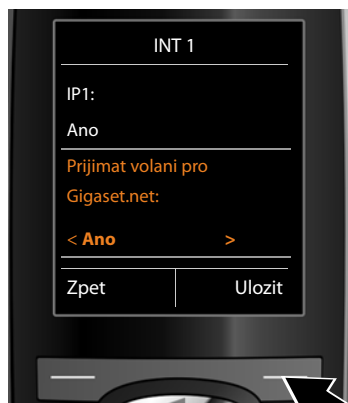 INT 1
IP1:
Ano
Prijimat volani pro
Gigaset.net:
< Ano >
Zpet Ulozit